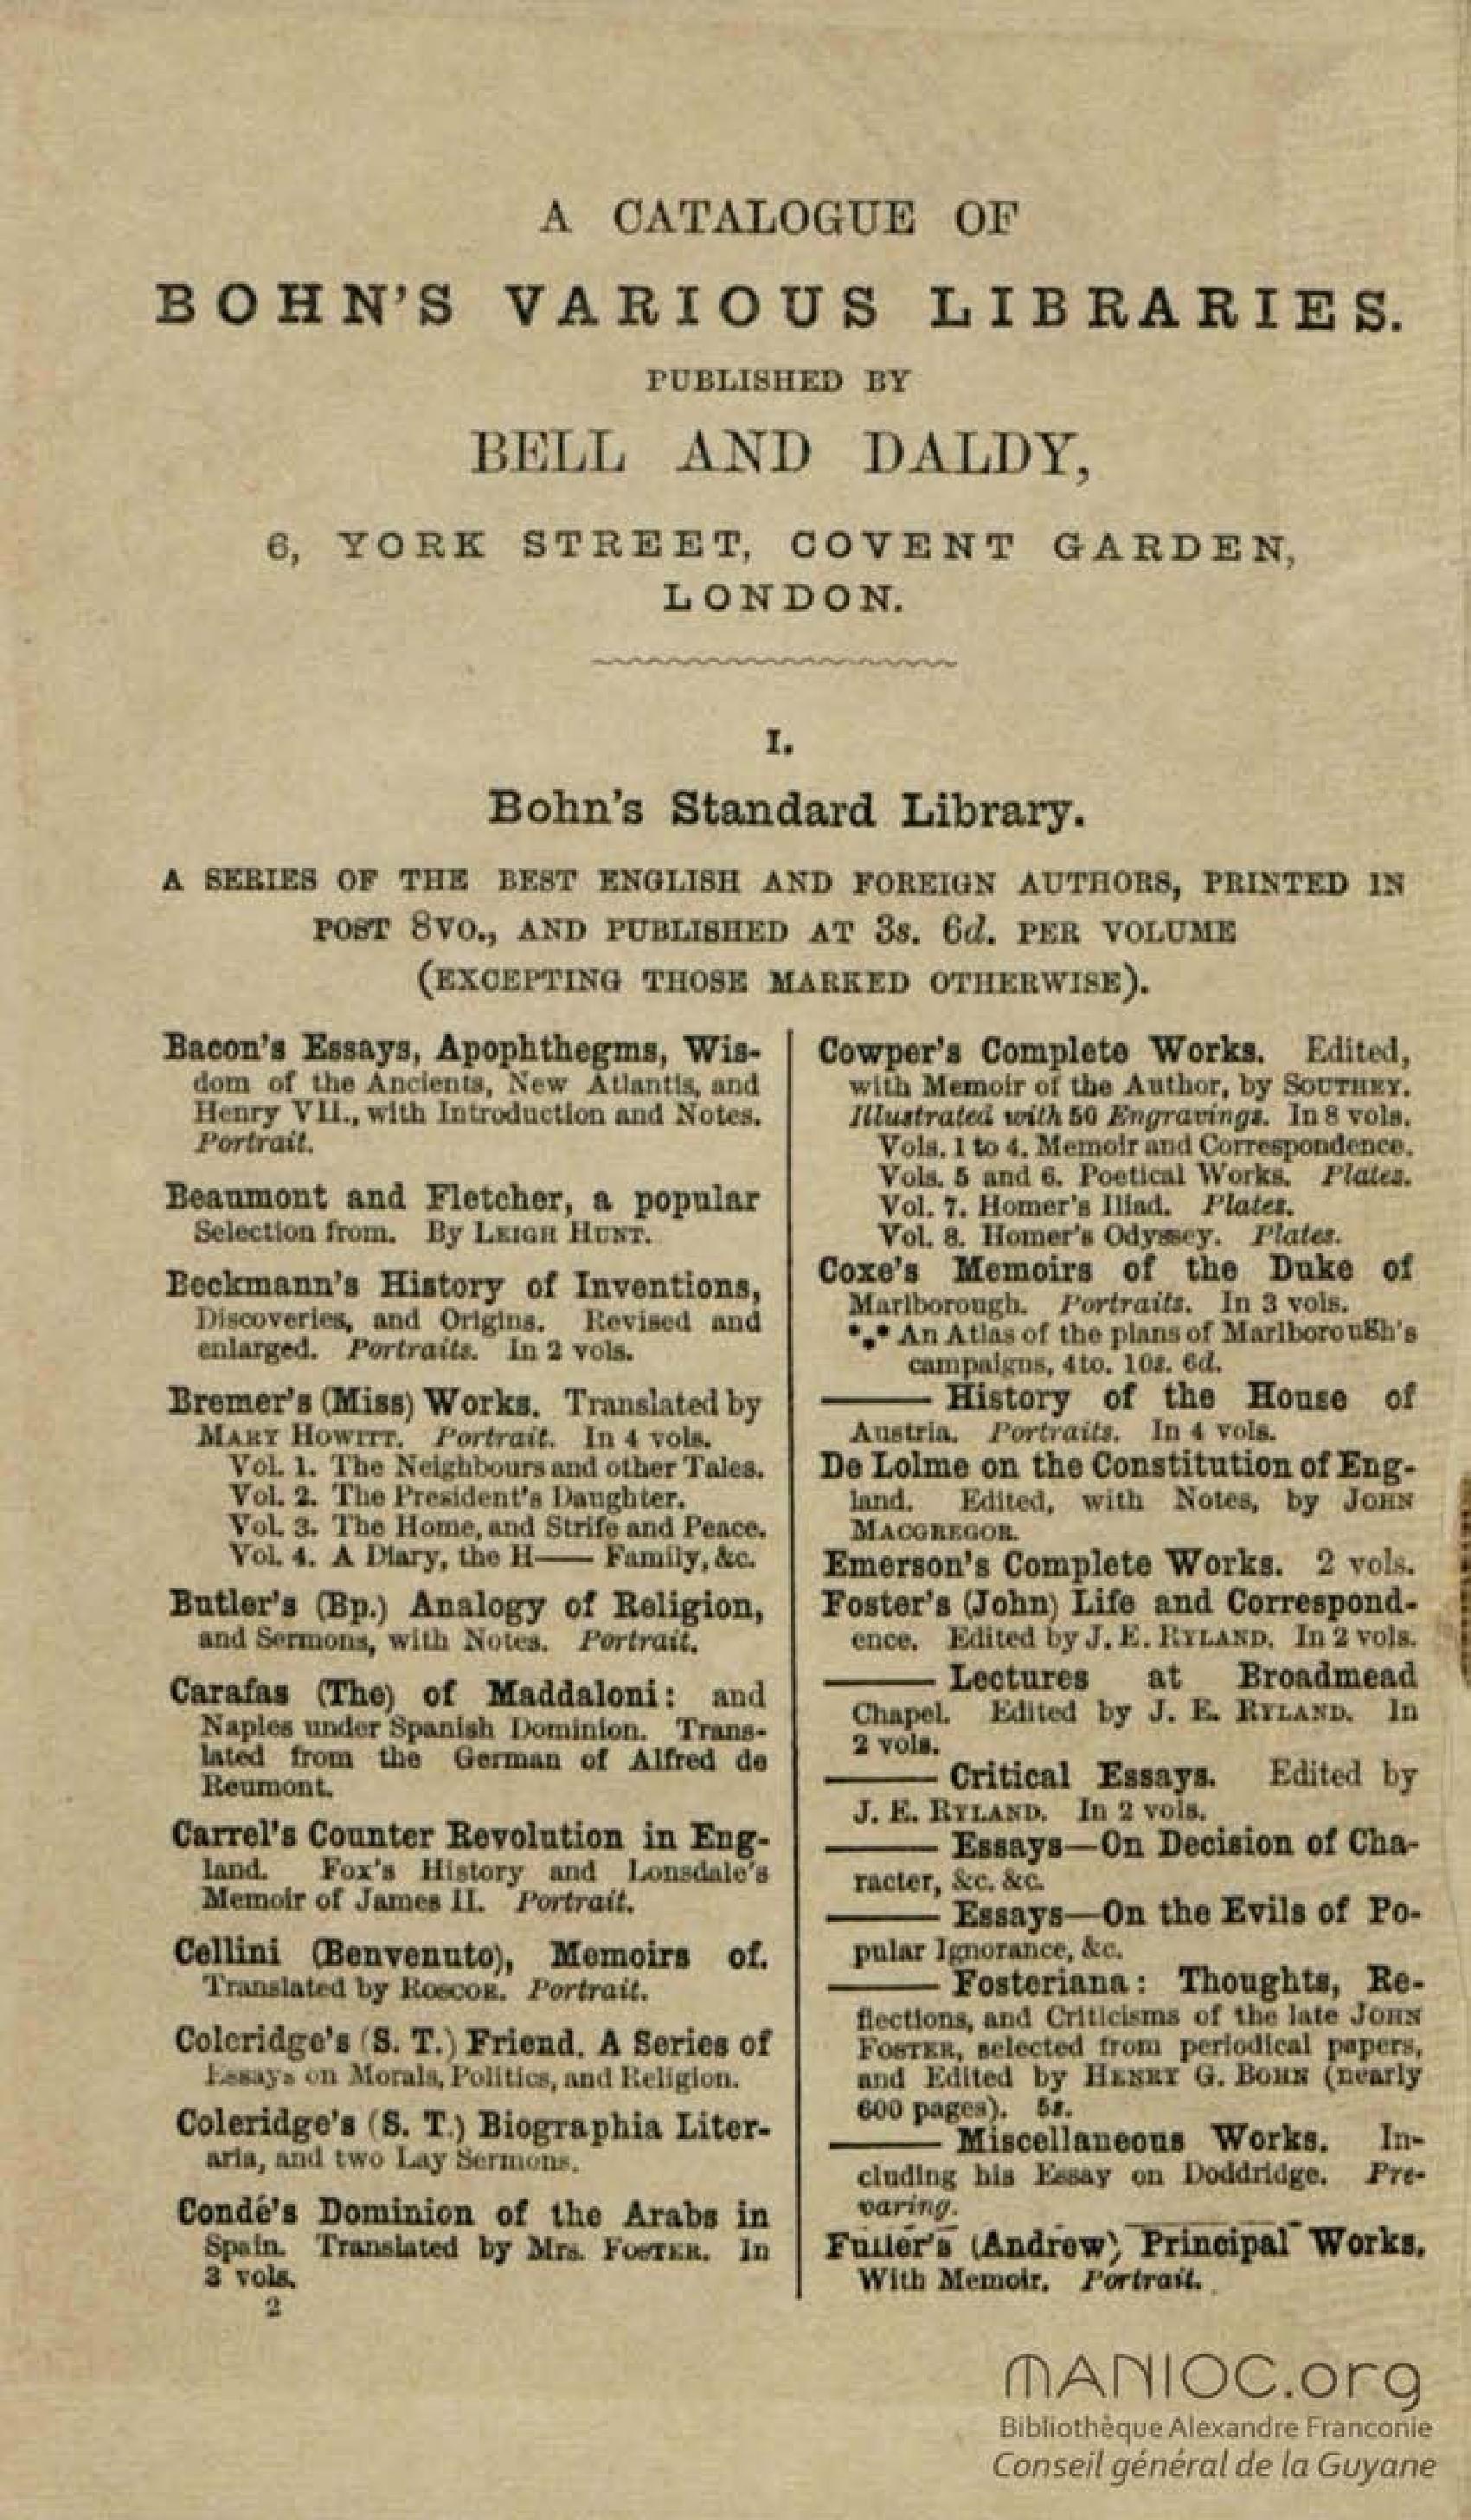 A CATALOGUE OF
BOHN'S VARIOUS LIBRARIES.
PUBLISHED BY
BELL AND DALDY,
6, YORK STREET, COVENT GARDEN,
LONDON.
I.
Bohn's Standard Library.
A SERIES OF THE BEST ENGLISH AND FOREIGN AUTHORS, PRINTED IN
POST 8VO., AND PUBLISHED AT 3s. 6d. PER VOLUME
(EXCEPTING THOSE MARKED OTHERWISE).
Bacon's Essays, Apophthegms, Wis-
dom of the Ancients, New Atlantis, and
Henry VII., with Introduction and Notes.
Portrait.
Beaumont and Fletcher, a popular
Selection from. By LEIGH HUNT.
Beckmann's History of Inventions,
Discoveries, and Origins. Revised and
enlarged. Portraits. In 2 vols.
Bremer's (Miss) Works. Translated by
MARY HOWITT. Portrait. In 4 vols.
Vol. 1. The Neighbours and other Tales.
Vol. 2. The President's Daughter.
Vol. 3. The Home, and Strife and Peace.
Vol. 4. A Diary, the H—— Family, &c.
Butler's (Bp.) Analogy of Religion,
and Sermons, with Notes. Portrait.
Carafas (The) of Maddaloni: and
Naples under Spanish Dominion. Trans-
lated from the German of Alfred de
Reumont.
Carrel's Counter Revolution in Eng-
land. Fox's History and Lonsdale's
Memoir of James II. Portrait.
Cellini (Benvenuto), Memoirs of.
Translated by ROSCOE. Portrait.
Coleridge's (S. T.) Friend. A Series of
Essays on Morals, Politics, and Religion.
Coleridge's (S. T.) Biographia Liter-
aria, and two Lay Sermons.
Condé's Dominion of the Arabs in
Spain. Translated by Mrs. FOSTER. In
3 vols.
2
Cowper's Complete Works. Edited,
with Memoir of the Author, by SOUTHEY.
Illustrated with 50 Engravings. In 8 vols.
Vols. 1 to 4. Memoir and Correspondence.
Vols. 5 and 6. Poetical Works. Plates.
Vol. 7. Homer's Iliad. Plates.
Vol. 8. Homer's Odyssey. Plates.
Coxe's Memoirs of the Duke of
Marlborough. Portraits. In 3 vols.
*** An Atlas of the plans of Marlborough's
campaigns, 4to. 10s. 6d.
—— History of the House of
Austria. Portraits. In 4 vols.
De Lolme on the Constitution of Eng-
land. Edited, with Notes, by JOHN
MACGREGOR.
Emerson's Complete Works. 2 vols.
Foster's (John) Life and Correspond-
ence. Edited by J. E. RYLAND. In 2 vols.
—— Lectures at Broadmead
Chapel. Edited by J. E. RYLAND. In
2 vols.
—— Critical Essays. Edited by
J. E. RYLAND. In 2 vols.
—— Essays—On Decision of Cha-
racter, &c. &c.
—— Essays—On the Evils of Po-
pular Ignorance, &c.
—— Fosteriana: Thoughts, Re-
flections, and Criticisms of the late JOHN
FOSTER, selected from periodical papers,
and Edited by HENRY G. BOHN (nearly
600 pages). 5s.
—— Miscellaneous Works. In-
cluding his Essay on Doddridge. Pre-
paring.
Fuller's (Andrew) Principal Works.
With Memoir. Portrait.
MANIOC.org
Bibliothèque Alexandre Franconie
Conseil général de la Guyane